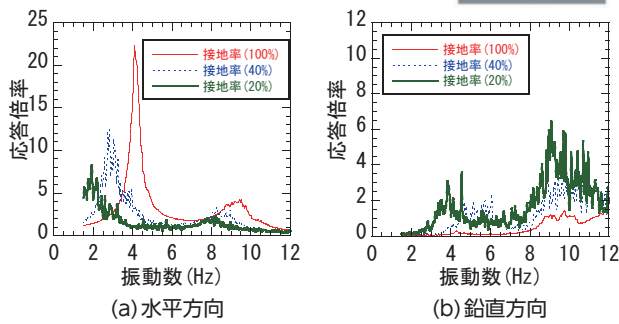 応答倍率
25
20
15
10
5
0
接地率(100%)
接地率(40%)
接地率(20%)
0 2 4 6 8 10 12
振動数(Hz)
(a)水平方向
応答倍率
12
10
8
6
4
2
0
接地率(100%)
接地率(40%)
接地率(20%)
0 2 4 6 8 10 12
振動数(Hz)
(b)鉛直方向